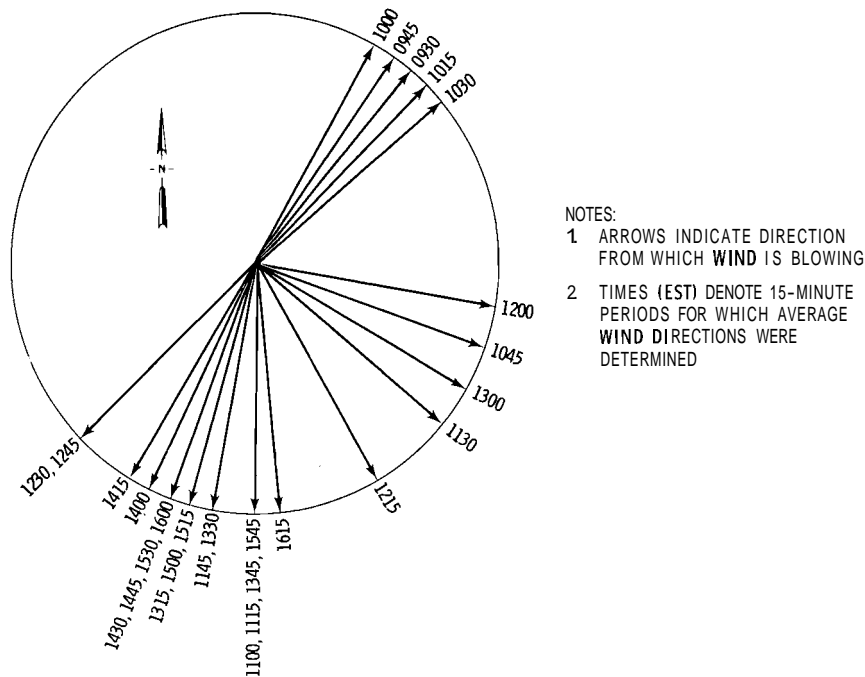 1000
0945
0930
1015
1030
- N -
NOTES:
1 ARROWS INDICATE DIRECTION
FROM WHICH WIND IS BLOWING
2 TIMES (EST) DENOTE 15-MINUTE
PERIODS FOR WHICH AVERAGE
WIND DIRECTIONS WERE
DETERMINED
1200
1045
1300
1130
1215
1615
1100, 1115, 1345, 1545
1145, 1330
1315, 1500, 1515
1430, 1445, 1530, 1600
1400
1415
1230, 1245